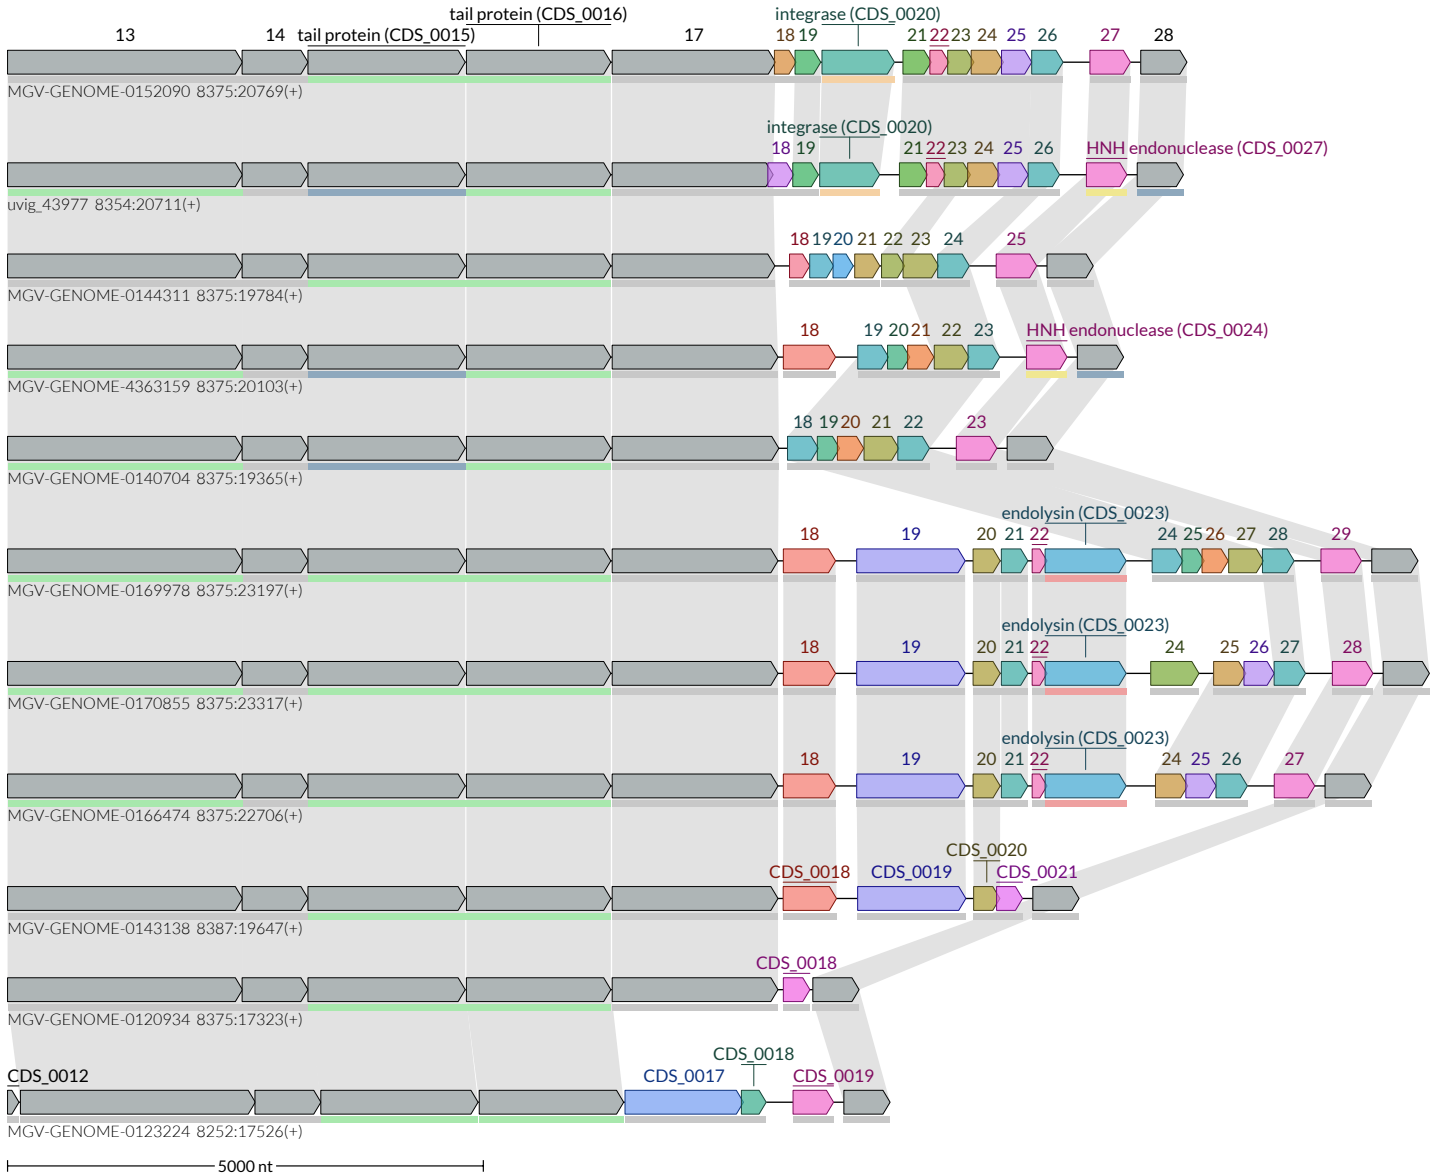 tail protein (CDS_0016) integrase (CDS_0020)
13 14 tail protein (CDS_0015) 17 18 19 21 22 23 24 25 26 27 28
MGV-GENOME-0152090 8375:20769(+)
integrase (CDS_0020)
18 19 21 22 23 24 25 26 HNH endonuclease (CDS_0027)
uvig_43977 8354:20711(+)
18 19 20 21 22 23 24 25
MGV-GENOME-0144311 8375:19784(+)
18 19 20 21 22 23 HNH endonuclease (CDS_0024)
MGV-GENOME-4363159 8375:20103(+)
18 19 20 21 22 23
MGV-GENOME-0140704 8375:19365(+)
endolysin (CDS_0023)
18 19 20 21 22 24 25 26 27 28 29
MGV-GENOME-0169978 8375:23197(+)
endolysin (CDS_0023)
18 19 20 21 22 24 25 26 27 28
MGV-GENOME-0170855 8375:23317(+)
endolysin (CDS_0023)
18 19 20 21 22 24 25 26 27
MGV-GENOME-0166474 8375:22706(+)
CDS_0020
CDS_0018 CDS_0019 CDS_0021
MGV-GENOME-0143138 8387:19647(+)
CDS_0018
MGV-GENOME-0120934 8375:17323(+)
CDS_0018
CDS_0012 CDS_0017 CDS_0019
MGV-GENOME-0123224 8252:17526(+)
5000 nt